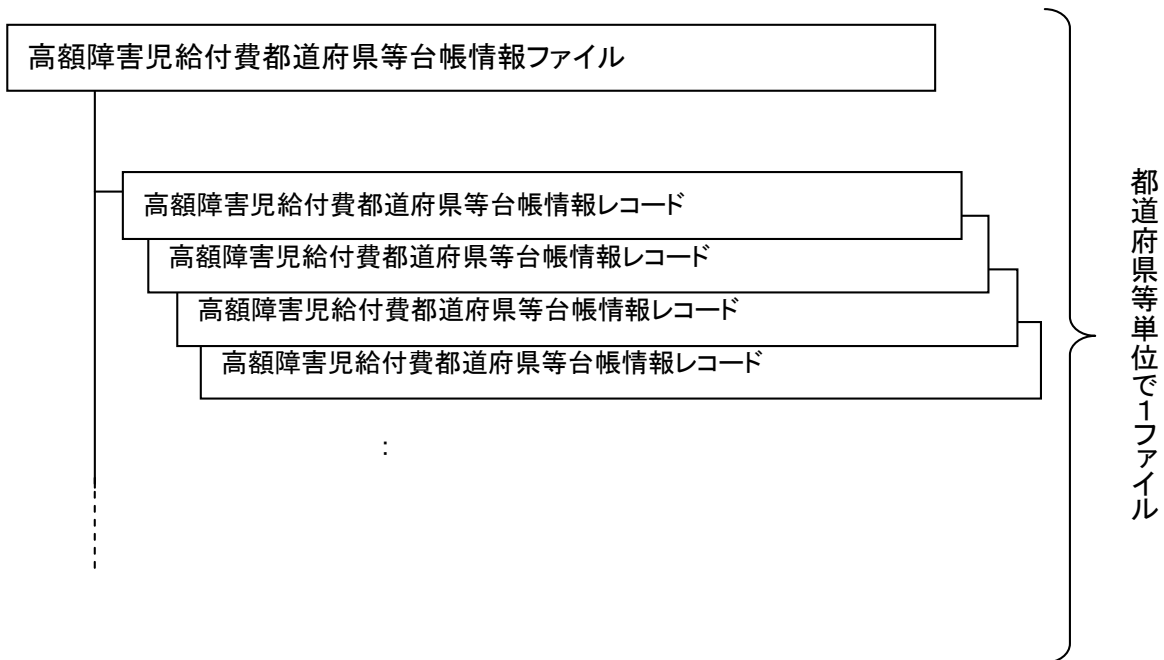 高額障害児給付費都道府県等台帳情報ファイル
高額障害児給付費都道府県等台帳情報レコード
高額障害児給付費都道府県等台帳情報レコード
高額障害児給付費都道府県等台帳情報レコード
高額障害児給付費都道府県等台帳情報レコード
:
都道府県等単位で1ファイル